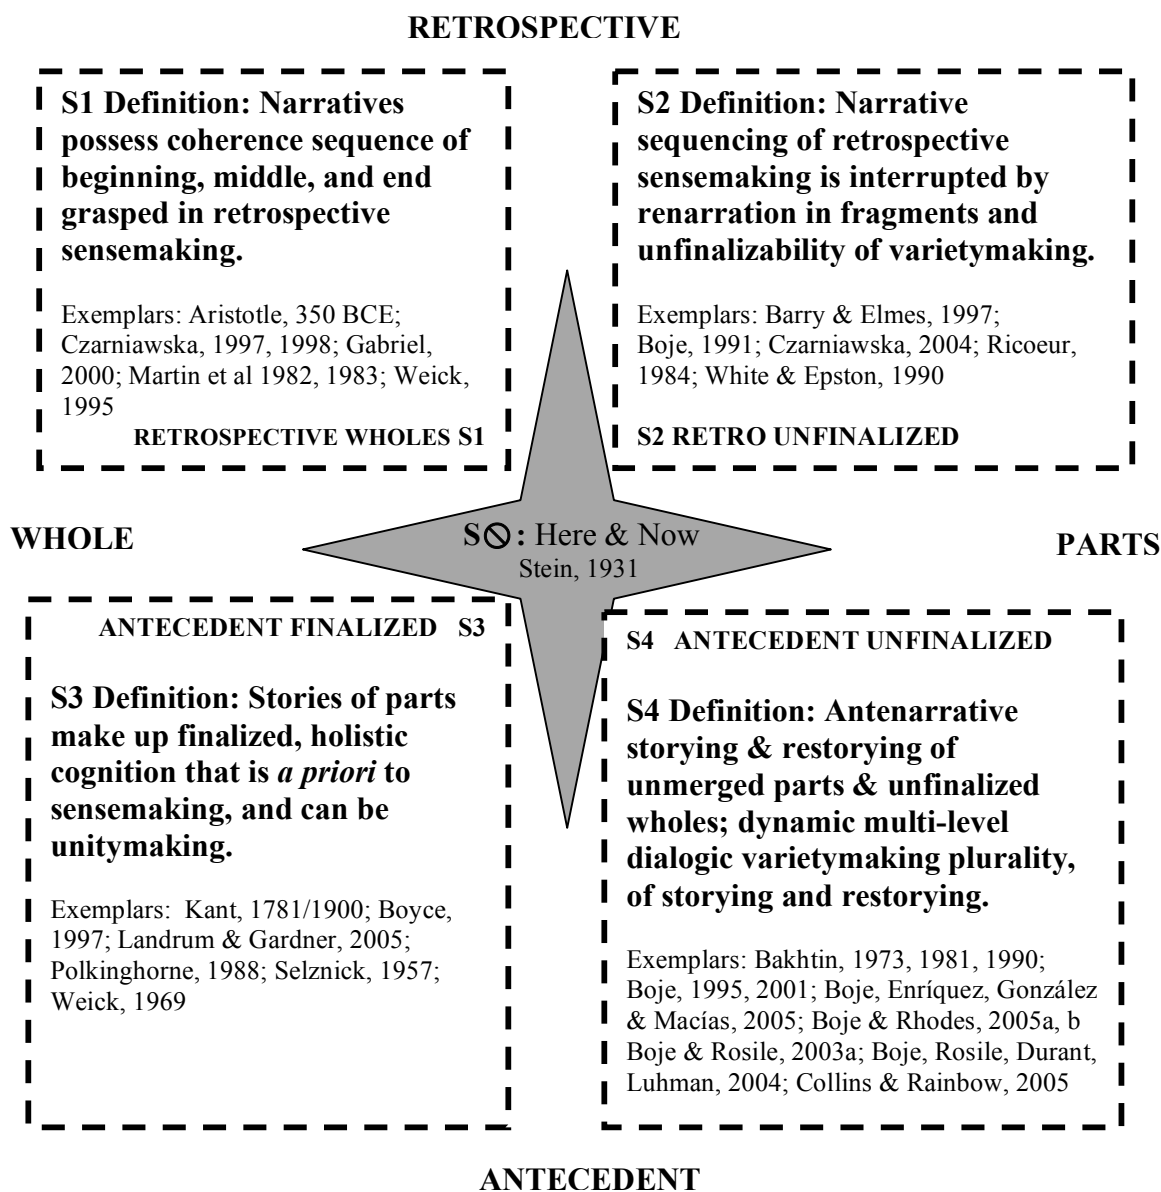 RETROSPECTIVE
S1 Definition: Narratives
possess coherence sequence of
beginning, middle, and end
grasped in retrospective
sensemaking.
Exemplars: Aristotle, 350 BCE;
Czarniawska, 1997, 1998; Gabriel,
2000; Martin et al 1982, 1983; Weick,
1995
RETROSPECTIVE WHOLES S1
S2 Definition: Narrative
sequencing of retrospective
sensemaking is interrupted by
renarration in fragments and
unfinalizability of varietymaking.
Exemplars: Barry & Elmes, 1997;
Boje, 1991; Czarniawska, 2004; Ricoeur,
1984; White & Epston, 1990
S2 RETRO UNFINALIZED
WHOLE
S🛇: Here & Now
Stein, 1931
PARTS
ANTECEDENT FINALIZED S3
S3 Definition: Stories of parts
make up finalized, holistic
cognition that is a priori to
sensemaking, and can be
unitymaking.
Exemplars: Kant, 1781/1900; Boyce,
1997; Landrum & Gardner, 2005;
Polkinghorne, 1988; Selznick, 1957;
Weick, 1969
S4 ANTECEDENT UNFINALIZED
S4 Definition: Antenarrative
storying & restorying of
unmerged parts & unfinalized
wholes; dynamic multi-level
dialogic varietymaking plurality,
of storying and restorying.
Exemplars: Bakhtin, 1973, 1981, 1990;
Boje, 1995, 2001; Boje, Enríquez, González
& Macías, 2005; Boje & Rhodes, 2005a, b
Boje & Rosile, 2003a; Boje, Rosile, Durant,
Luhman, 2004; Collins & Rainbow, 2005
ANTECEDENT